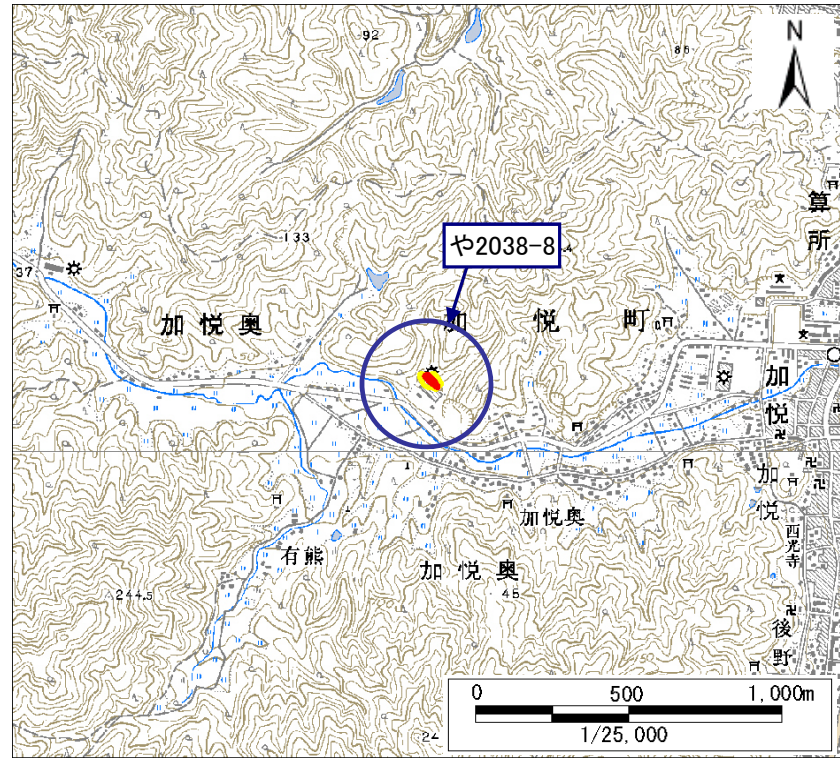 92
86
N
算所
133
や2038-8
37
加悦奥
加悦町
加悦
加悦
加悦奥
西光寺
有熊
加悦奥
244.5
48
後野
24
0 500 1,000m
1/25,000